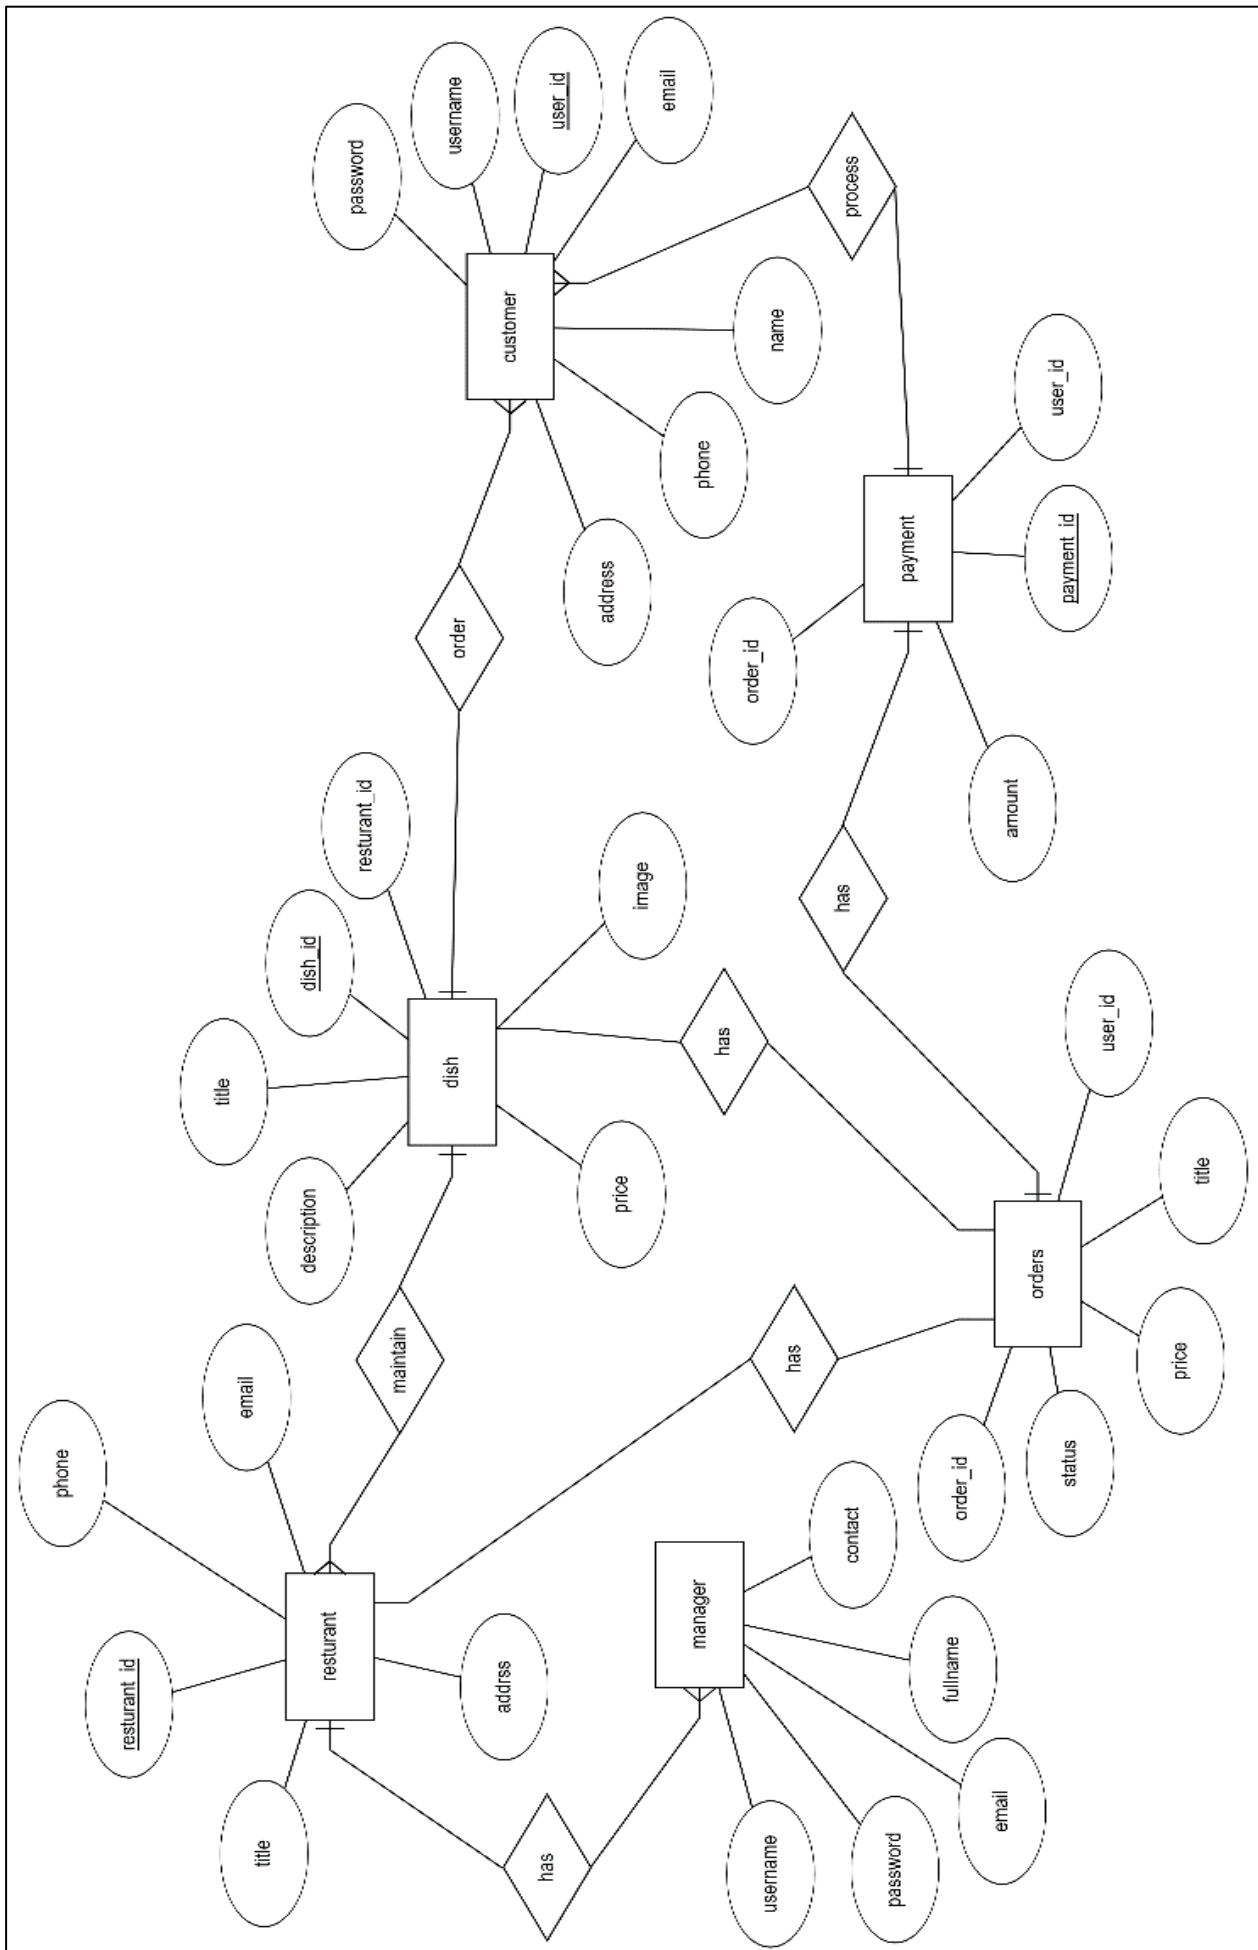 phone
resturant_id
title
email
title
description
dish_id
resturant
resturant_id
password
maintain
dish
order
username
addrss
customer
has
user_id
address
price
image
email
manager
phone
has
order_id
username
name
has
has
process
contact
password
payment
fullname
order_id
email
amount
orders
user_id
payment_id
status
user_id
price
title